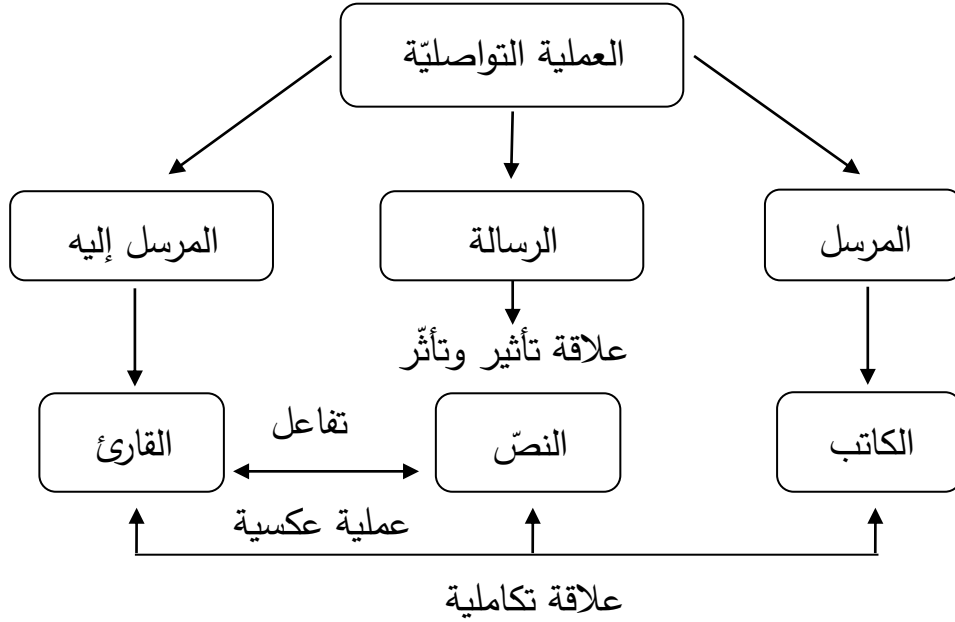 العملية التواصليّة
المرسل
الرسالة
المرسل إليه
علاقة تأثير وتأثّر
الكاتب
النصّ
تفاعل
القارئ
عملية عكسية
علاقة تكاملية